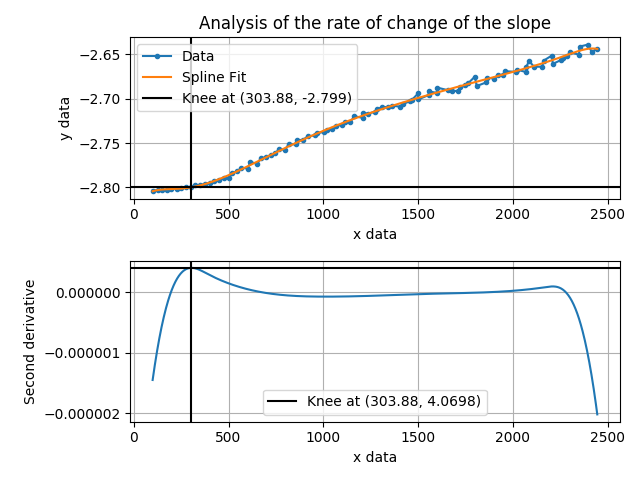 Analysis of the rate of change of the slope
y data
−2.65
−2.70
−2.75
−2.80
Data
Spline Fit
Knee at (303.88, -2.799)
0
500
1000
1500
2000
2500
x data
Second derivative
0.000000
−0.000001
−0.000002
Knee at (303.88, 4.0698)
0
500
1000
1500
2000
2500
x data